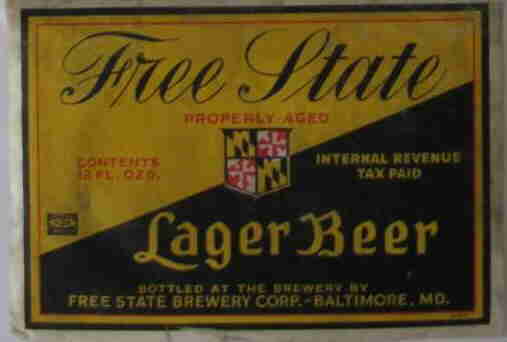 Free State
PROPERLY AGED
CONTENTS
12 FL. OZS.
INTERNAL REVENUE
TAX PAID
Lager Beer
BOTTLED AT THE BREWERY BY
FREE STATE BREWERY CORP.-BALTIMORE, MD.